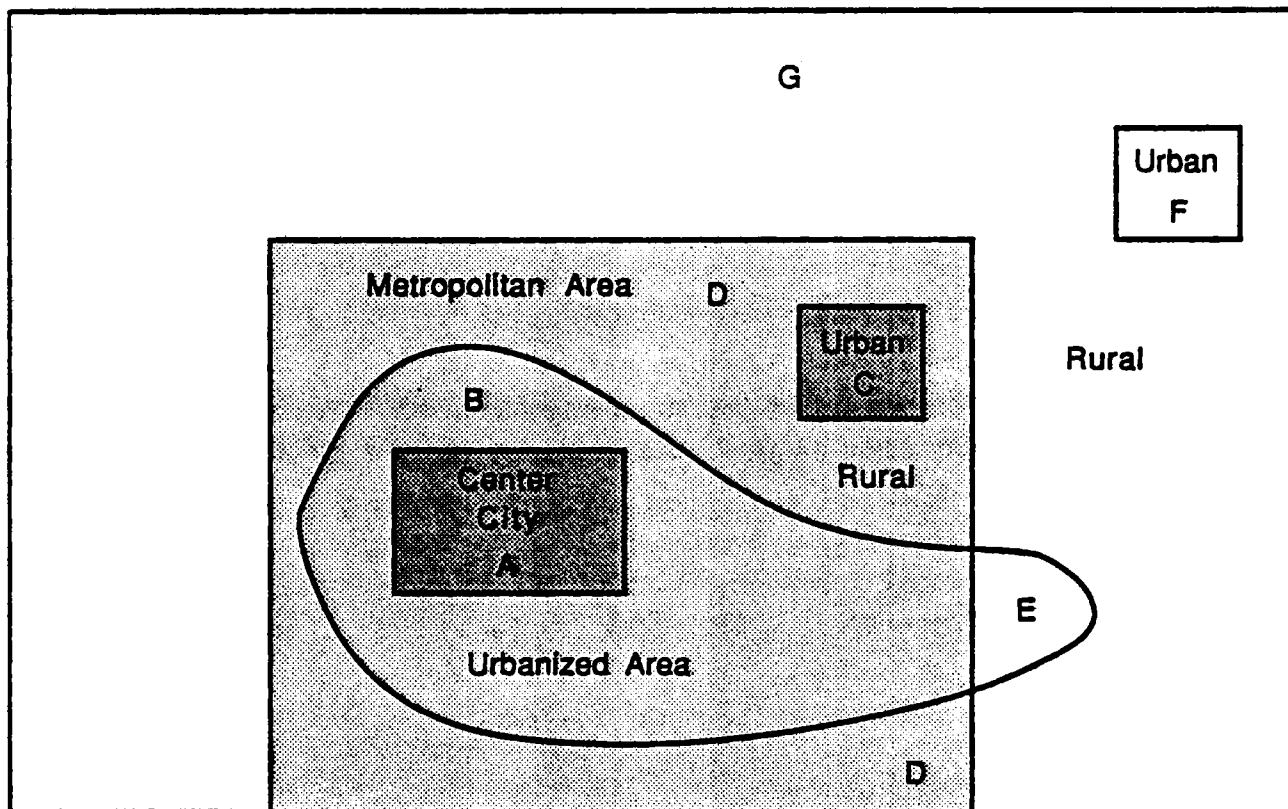 G
Urban
F
Metropolitan Area
D
Urban
C
Rural
B
Rural
Center
City
A
E
Urbanized Area
D